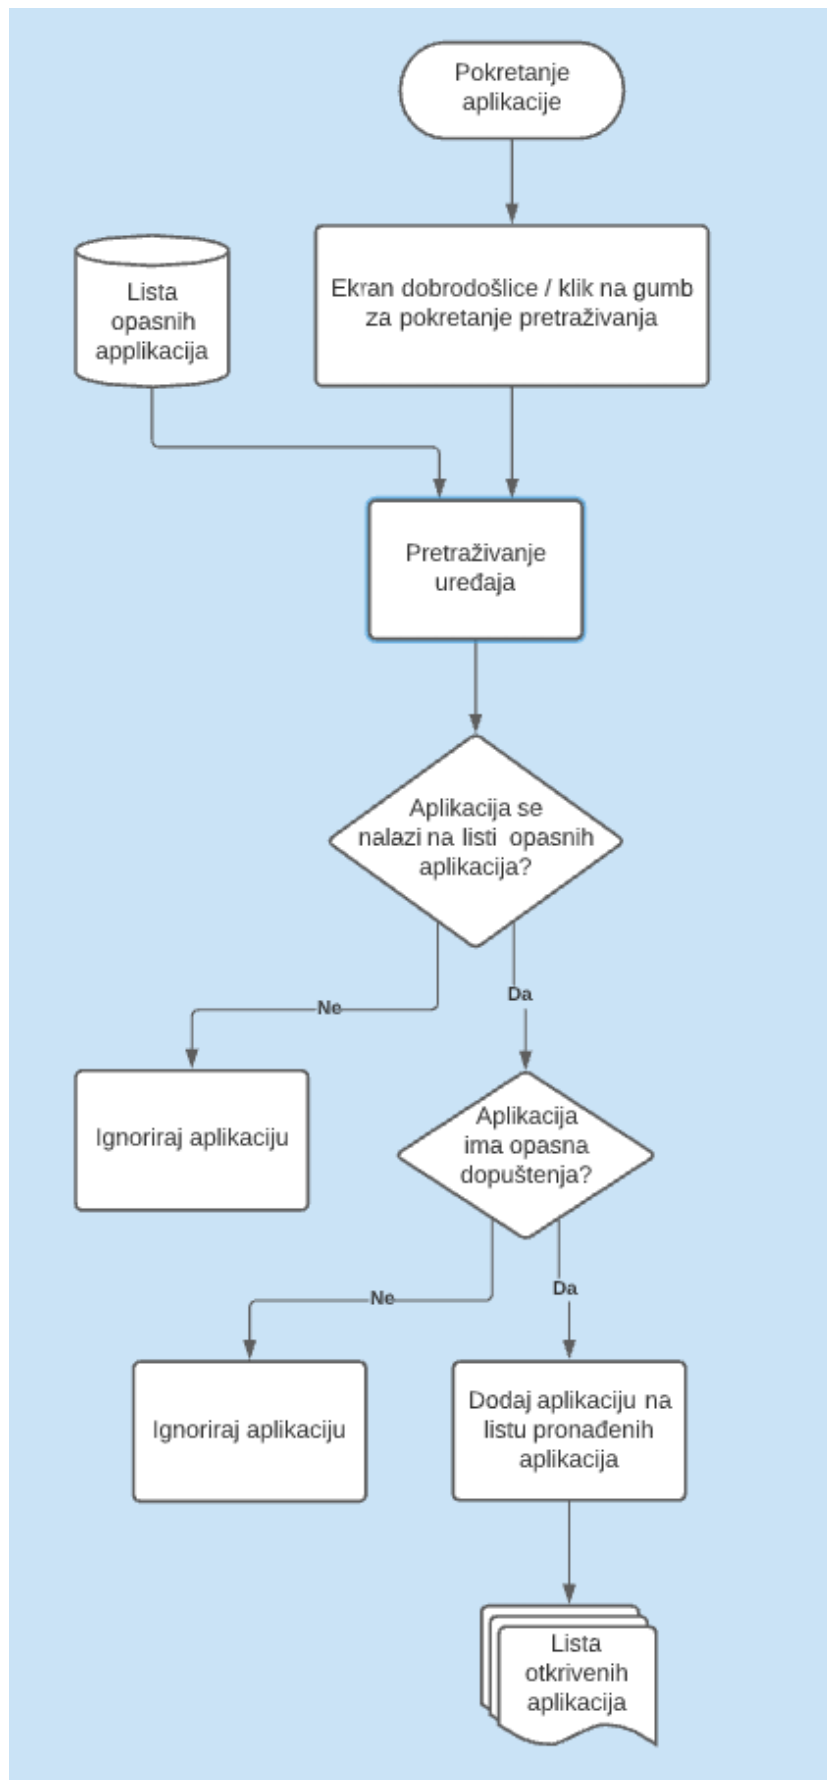 Pokretanje
aplikacije
Ekran dobrodošlice / klik na gumb
za pokretanje pretraživanja
Lista
opasnih
applikacija
Pretraživanje
uređaja
Aplikacija se
nalazi na listi opasnih
aplikacija?
Ne
Da
Ignoriraj aplikaciju
Aplikacija
ima opasna
dopuštenja?
Ne
Da
Ignoriraj aplikaciju
Dodaj aplikaciju na
listu pronađenih
aplikacija
Lista
otkrivenih
aplikacija